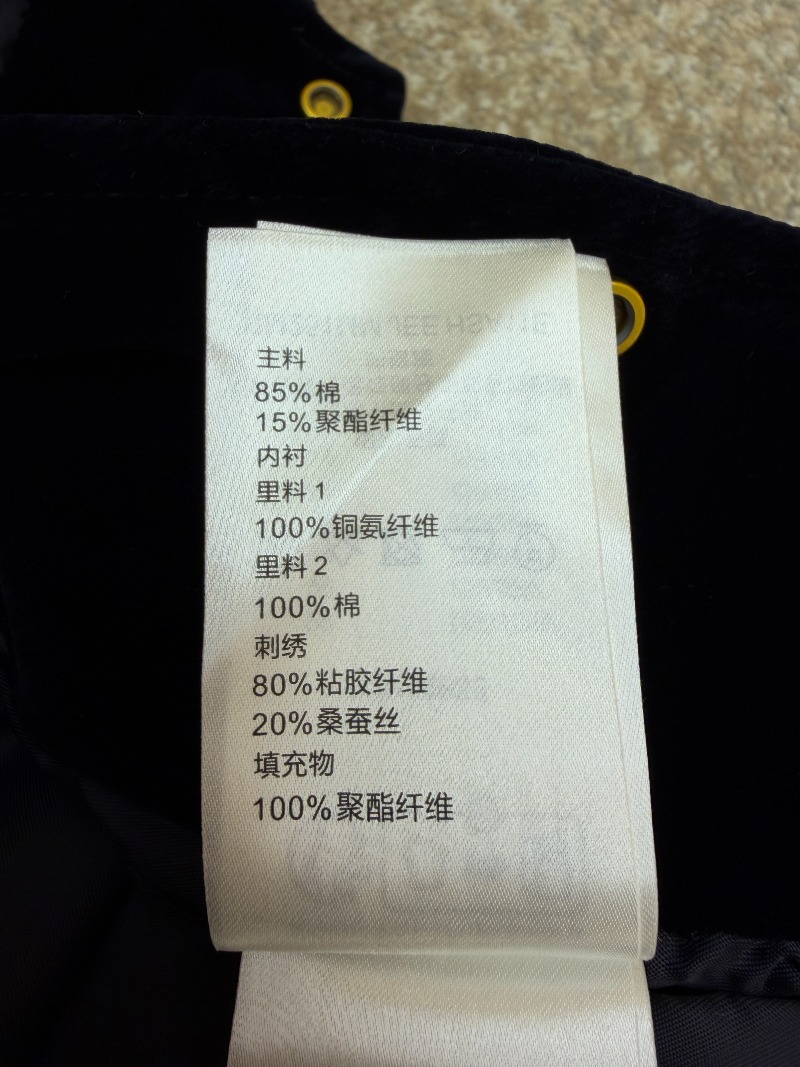 主料
85%棉
15%聚酯纤维
内衬
里料 1
100%铜氨纤维
里料 2
100%棉
刺绣
80%粘胶纤维
20%桑蚕丝
填充物
100%聚酯纤维